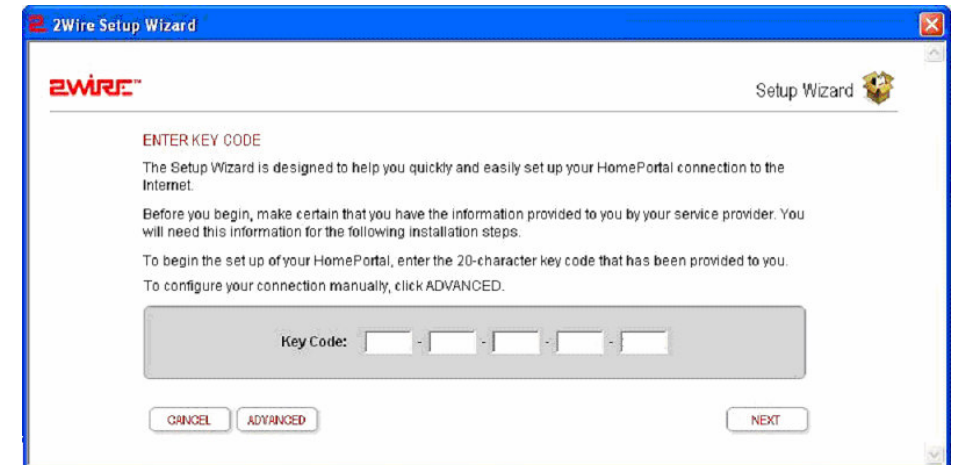 2Wire Setup Wizard
2WIRE™
Setup Wizard
ENTER KEY CODE
The Setup Wizard is designed to help you quickly and easily set up your HomePortal connection to the
Internet.
Before you begin, make certain that you have the information provided to you by your service provider. You
will need this information for the following installation steps.
To begin the set up of your HomePortal, enter the 20-character key code that has been provided to you.
To configure your connection manually, click ADVANCED.
Key Code: - - - -
CANCEL ADVANCED NEXT